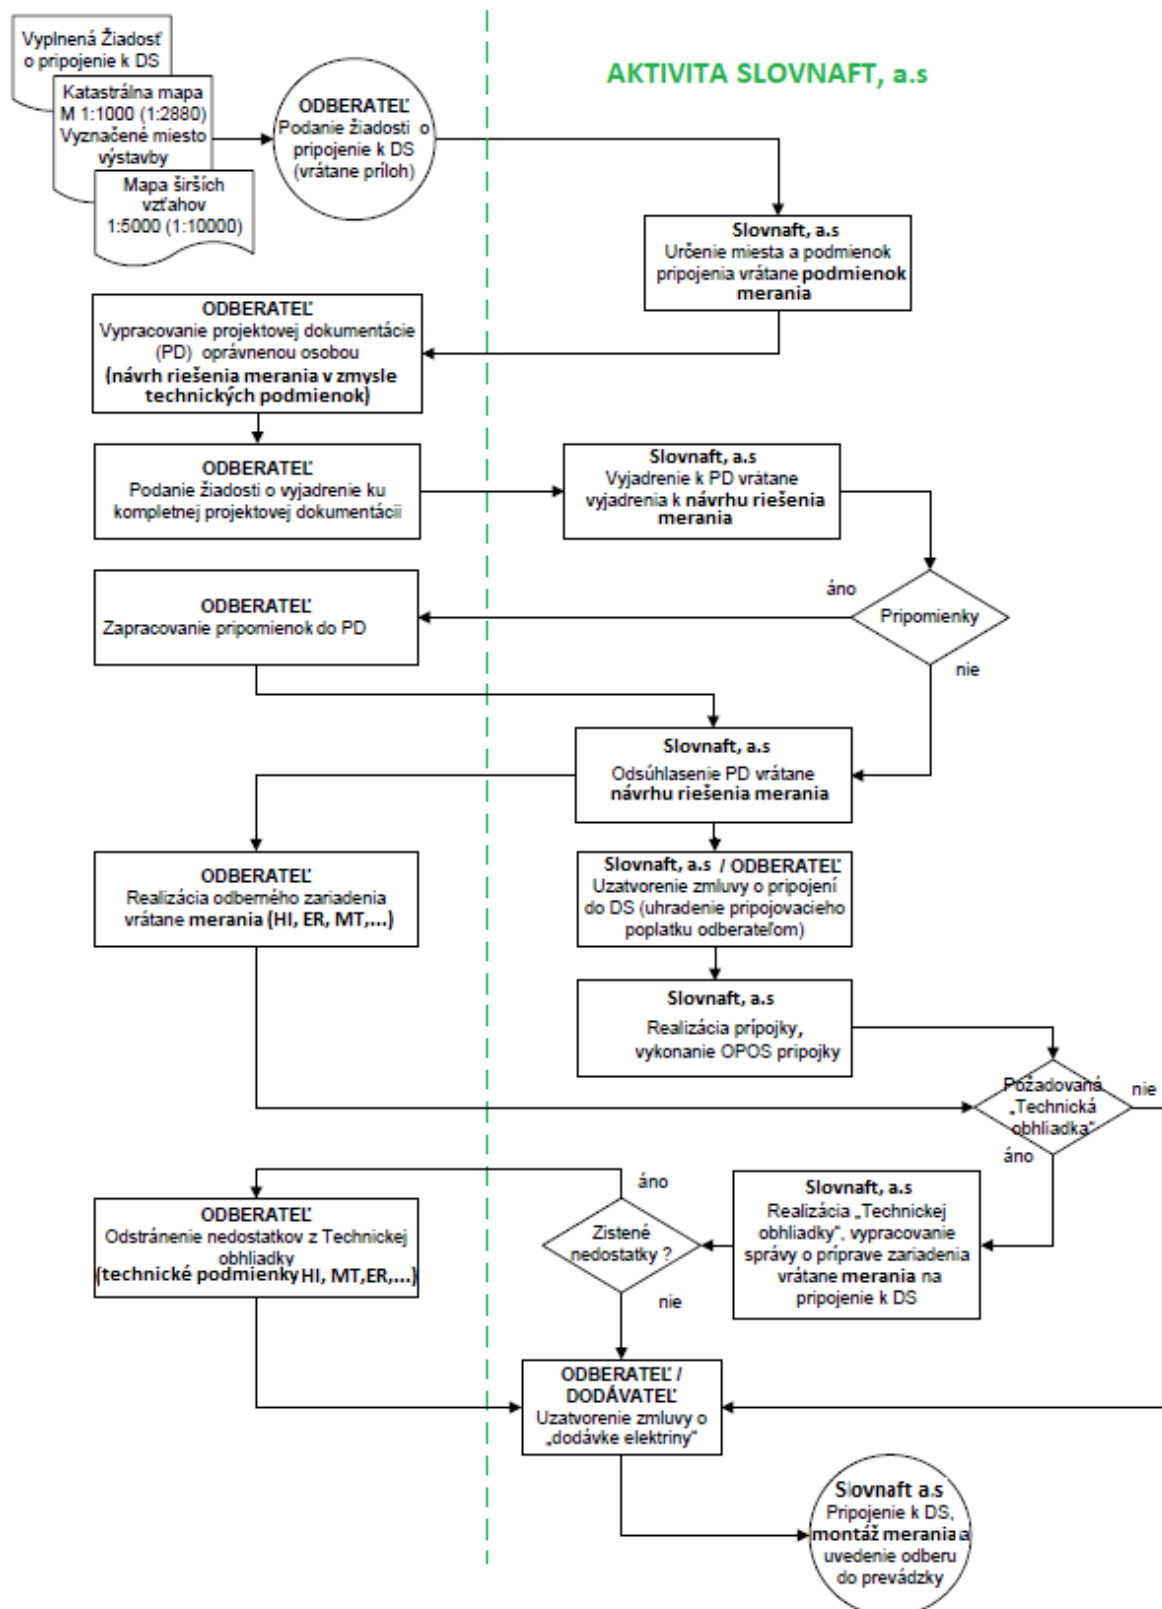 Vyplnená Žiadosť
o pripojenie k DS
Katastrálna mapa
M 1:1000 (1:2880)
Vyznačené miesto
výstavby
Mapa širších
vzťahov
1:5000 (1:10000)
ODBERATEĽ
Podanie žiadosti o
pripojenie k DS
(vrátane príloh)
AKTIVITA SLOVNAFT, a.s
Slovnaft, a.s
Určenie miesta a podmienok
pripojenia vrátane podmienok
merania
ODBERATEĽ
Vypracovanie projektovej dokumentácie
(PD) oprávnenou osobou
(návrh riešenia merania v zmysle
technických podmienok)
ODBERATEĽ
Podanie žiadosti o vyjadrenie ku
kompletnej projektovej dokumentácii
Slovnaft, a.s
Vyjadrenie k PD vrátane
vyjadrenia k návrhu riešenia
merania
áno
Pripomienky
nie
ODBERATEĽ
Zapracovanie pripomienok do PD
Slovnaft, a.s
Odsúhlasenie PD vrátane
návrhu riešenia merania
ODBERATEĽ
Realizácia odberného zariadenia
vrátane merania (HI, ER, MT,...)
Slovnaft, a.s / ODBERATEĽ
Uzatvorenie zmluvy o pripojení
do DS (uhradenie pripojovacieho
poplatku odberateľom)
Slovnaft, a.s
Realizácia prípojky,
vykonanie OPOS pripojky
Požadovaná
„Technická
obhliadka“
nie
áno
Slovnaft, a.s
Realizácia „Technickej
obhliadky“, vypracovanie
správy o príprave zariadenia
vrátane merania na
pripojenie k DS
áno
Zistené
nedostatky ?
nie
ODBERATEĽ
Odstránenie nedostatkov z Technickej
obhliadky
(technické podmienky HI, MT,ER,...)
ODBERATEĽ /
DODÁVATEĽ
Uzatvorenie zmluvy o
„dodávke elektriny“
Slovnaft a.s
Pripojenie k DS,
montáž merania a
uvedenie odberu
do prevádzky